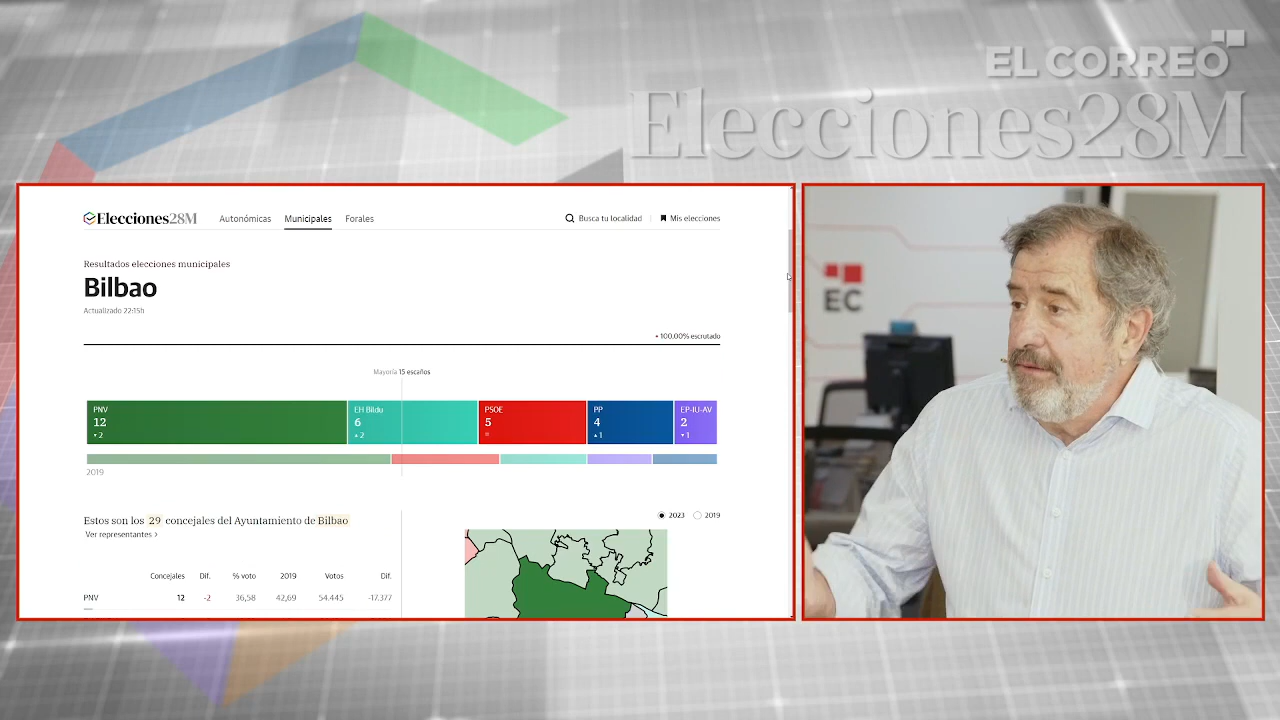 EL CORREO
Elecciones28M
Elecciones28M Autonómicas Municipales Forales Busca tu localidad Mis elecciones
Resultados elecciones municipales
Bilbao
Actualizado 22:15h
100,00% escrutado
Mayoría 15 escaños
PNV EH Bildu PSOE PP EP-IU-AV
12 6 5 4 2
▾ 2 ▴ 2 = ▴ 1 ▾ 1
2019
Estos son los 29 concejales del Ayuntamiento de Bilbao
Ver representantes >
2023 2019
Concejales Dif. % voto 2019 Votos Dif.
PNV 12 -2 36,58 42,69 54.445 -17.377
EC